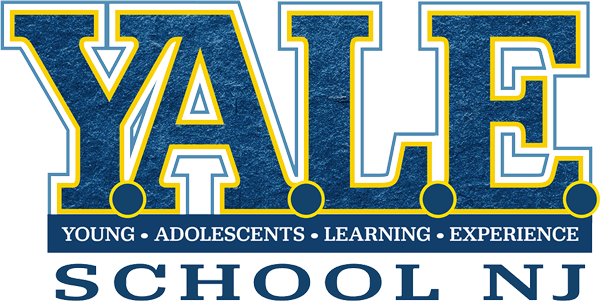 Y.A.L.E.
YOUNG • ADOLESCENTS • LEARNING • EXPERIENCE
SCHOOL NJ